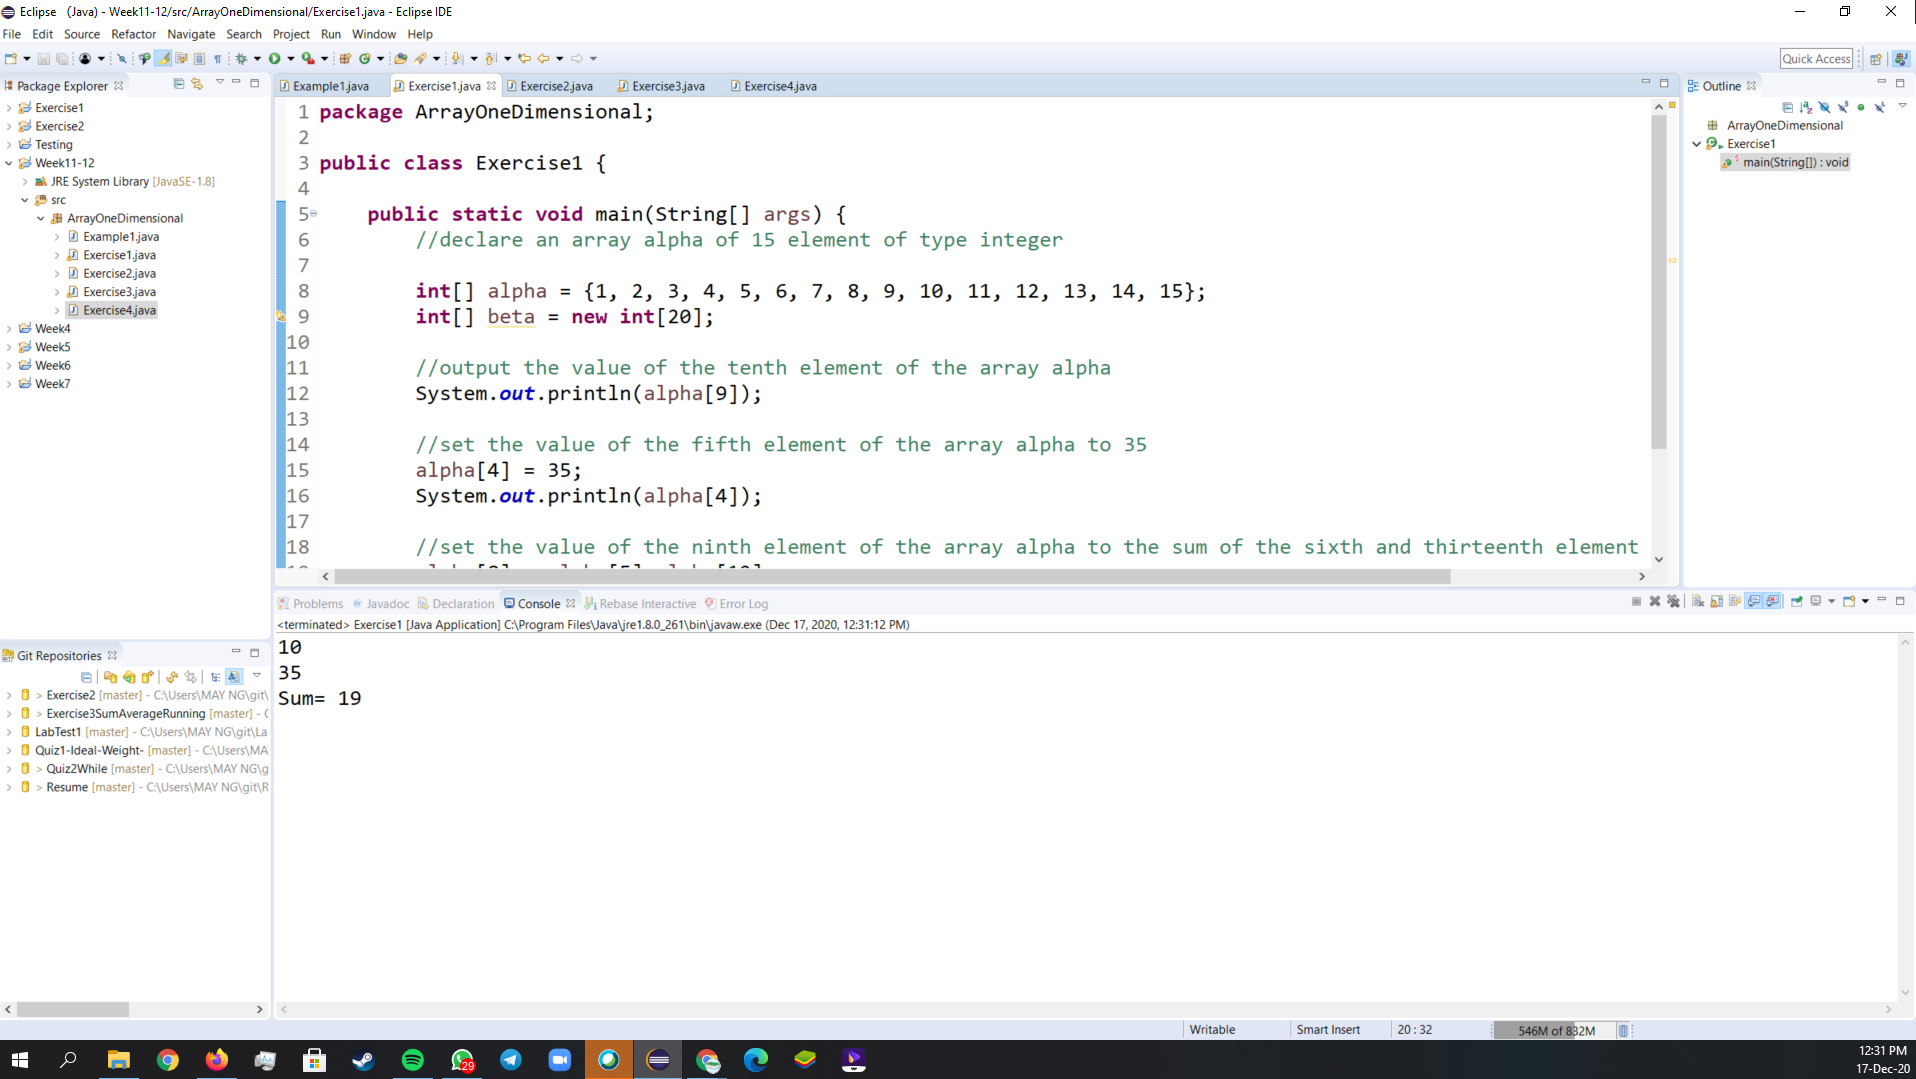 Eclipse (Java) - Week11-12/src/ArrayOneDimensional/Exercise1.java - Eclipse IDE
File Edit Source Refactor Navigate Search Project Run Window Help
Quick Access
Package Explorer
Exercise1
Exercise2
Testing
Week11-12
JRE System Library [JavaSE-1.8]
src
ArrayOneDimensional
Example1.java
Exercise1.java
Exercise2.java
Exercise3.java
Exercise4.java
Week4
Week5
Week6
Week7
Git Repositories
> Exercise2 [master] - C:\Users\MAY NG\git\
> Exercise3SumAverageRunning [master] - C
LabTest1 [master] - C:\Users\MAY NG\git\La
Quiz1-Ideal-Weight- [master] - C:\Users\MA
> Quiz2While [master] - C:\Users\MAY NG\g
> Resume [master] - C:\Users\MAY NG\git\R
Example1.java Exercise1.java Exercise2.java Exercise3.java Exercise4.java
1 package ArrayOneDimensional;
2
3 public class Exercise1 {
4
5 public static void main(String[] args) {
6 //declare an array alpha of 15 element of type integer
7
8 int[] alpha = {1, 2, 3, 4, 5, 6, 7, 8, 9, 10, 11, 12, 13, 14, 15};
9 int[] beta = new int[20];
10
11 //output the value of the tenth element of the array alpha
12 System.out.println(alpha[9]);
13
14 //set the value of the fifth element of the array alpha to 35
15 alpha[4] = 35;
16 System.out.println(alpha[4]);
17
18 //set the value of the ninth element of the array alpha to the sum of the sixth and thirteenth element
Outline
ArrayOneDimensional
Exercise1
main(String[]) : void
Problems Javadoc Declaration Console Rebase Interactive Error Log
<terminated> Exercise1 [Java Application] C:\Program Files\Java\jre1.8.0_261\bin\javaw.exe (Dec 17, 2020, 12:31:12 PM)
10
35
Sum= 19
Writable Smart Insert 20 : 32 546M of 832M
29
12:31 PM
17-Dec-20